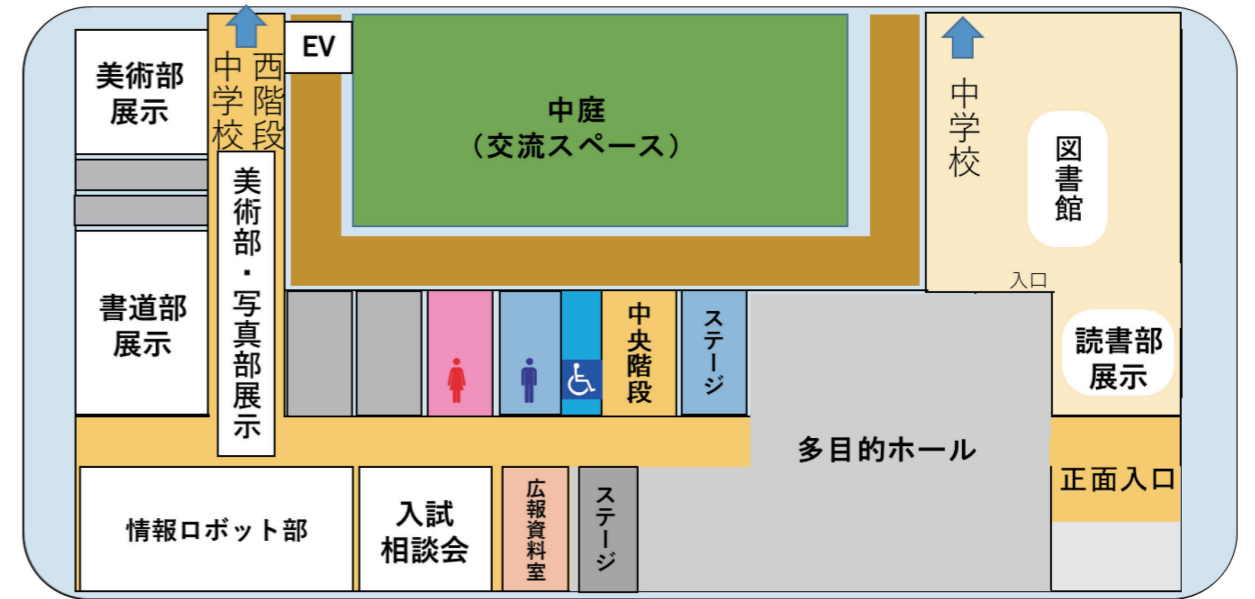 美術部
展示
中学校
西階段
EV
中庭
（交流スペース）
中学校
図書館
入口
美術部・写真部展示
書道部
展示
中央階段
ステージ
読書部
展示
多目的ホール
正面入口
情報ロボット部
入試
相談会
広報資料室
ステージ